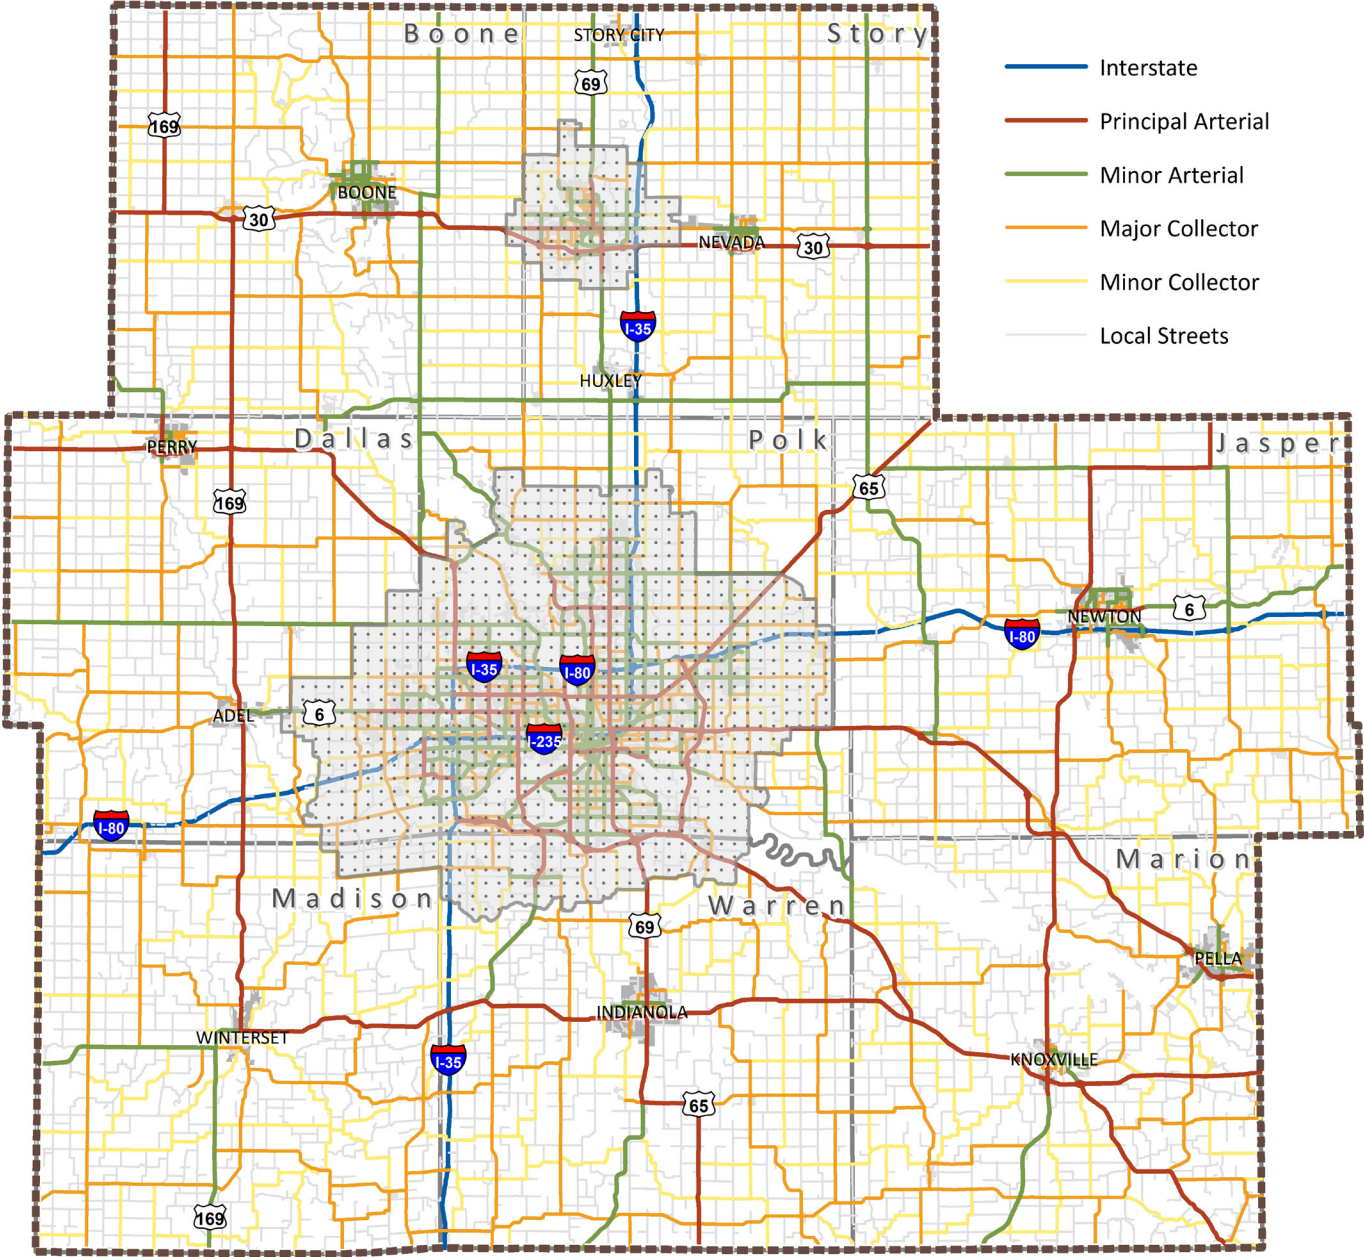 Boone
STORY CITY
Story
69
169
BOONE
30
NEVADA
30
I-35
HUXLEY
Interstate
Principal Arterial
Minor Arterial
Major Collector
Minor Collector
Local Streets
PERRY
Dallas
Polk
Jasper
169
65
6
NEWTON
I-80
I-35
I-80
ADEL
6
I-235
I-80
Marion
Madison
Warren
69
PELLA
INDIANOLA
WINTERSET
I-35
KNOXVILLE
65
169